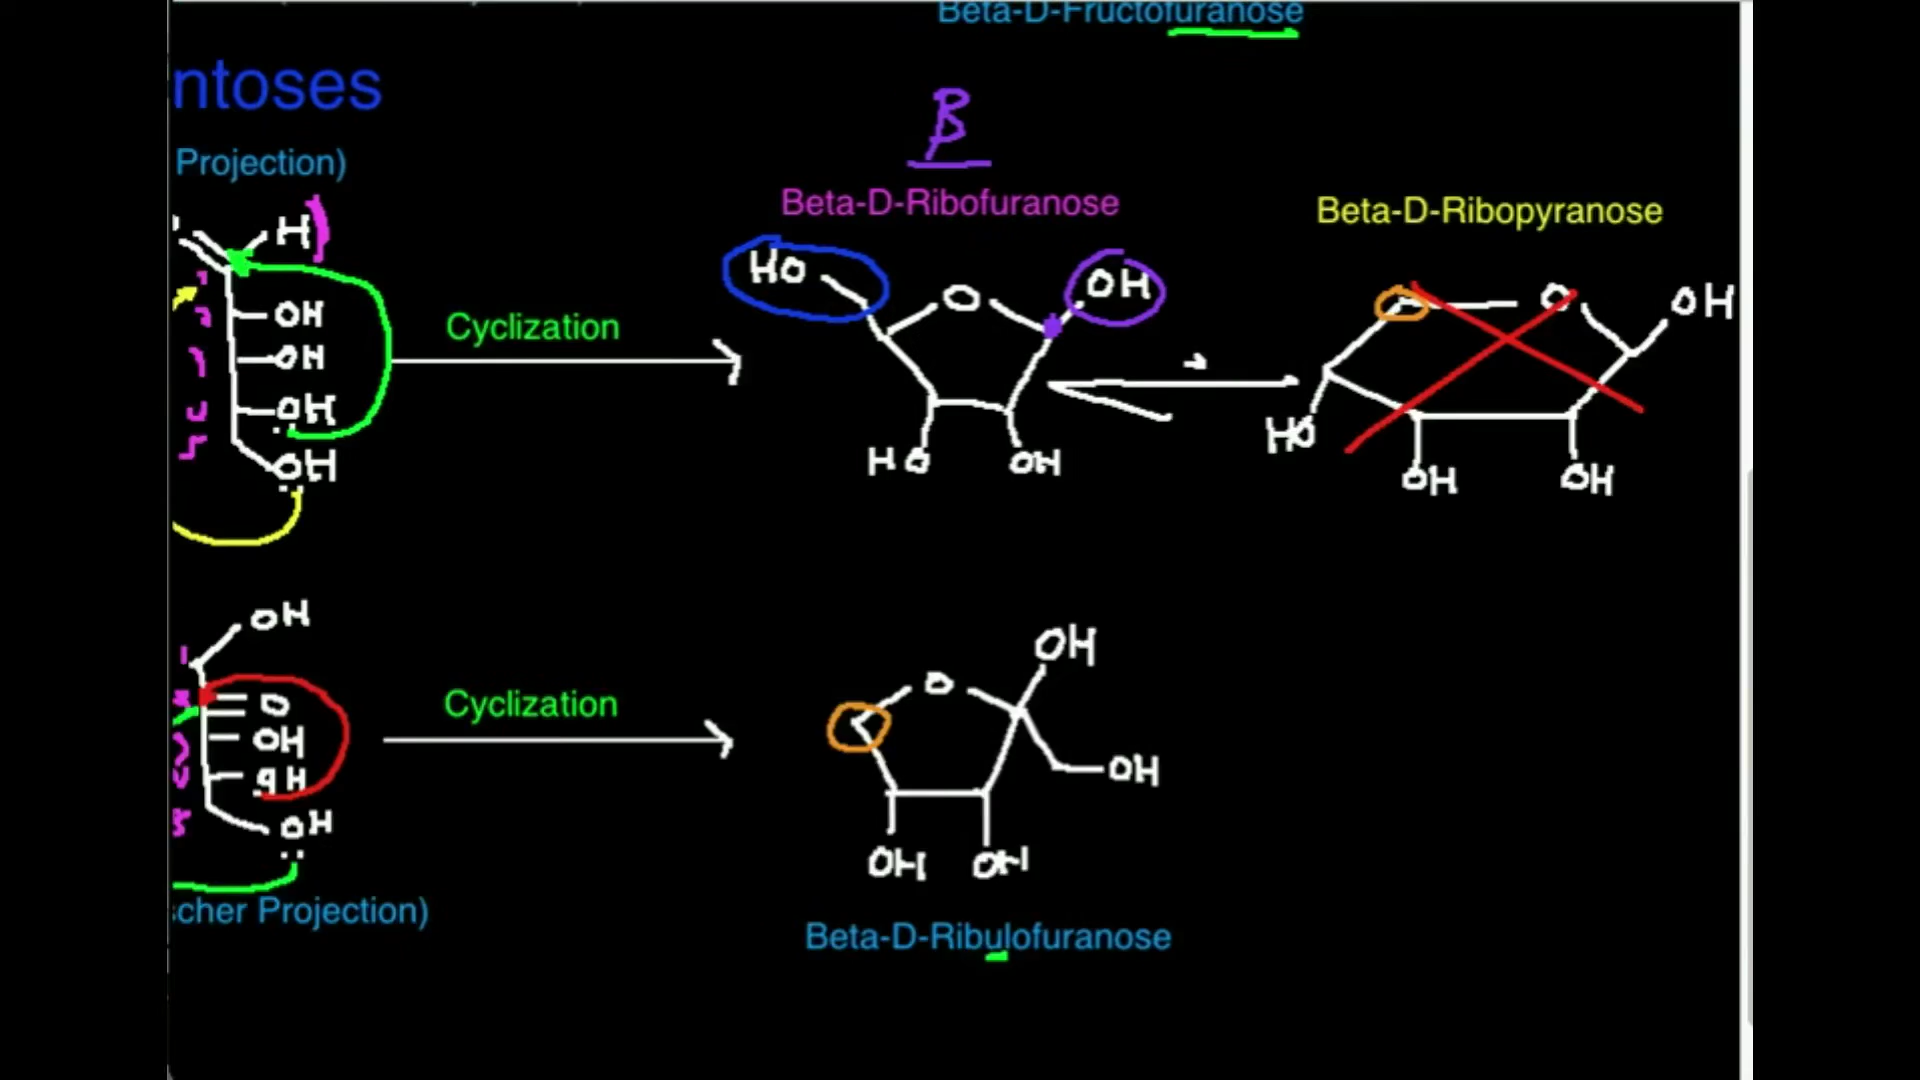 Beta-D-Fructofuranose
ntoses
Projection)
β
Beta-D-Ribofuranose
Beta-D-Ribopyranose
H
HO
O
OH
O
OH
OH
Cyclization
OH
OH
OH
HO
OH
HO
OH
OH
OH
OH
O
Cyclization
O
OH
OH
OH
OH
OH
OH
scher Projection)
Beta-D-Ribulofuranose